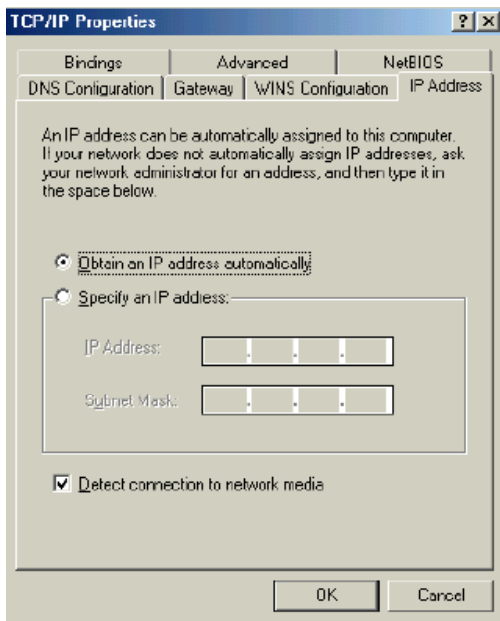 TCP/IP Properties
Bindings Advanced NetBIOS
DNS Configuration Gateway WINS Configuration IP Address
An IP address can be automatically assigned to this computer.
If your network does not automatically assign IP addresses, ask
your network administrator for an address, and then type it in
the space below.
Obtain an IP address automatically
Specify an IP address:
IP Address:
Subnet Mask:
Detect connection to network media
OK Cancel